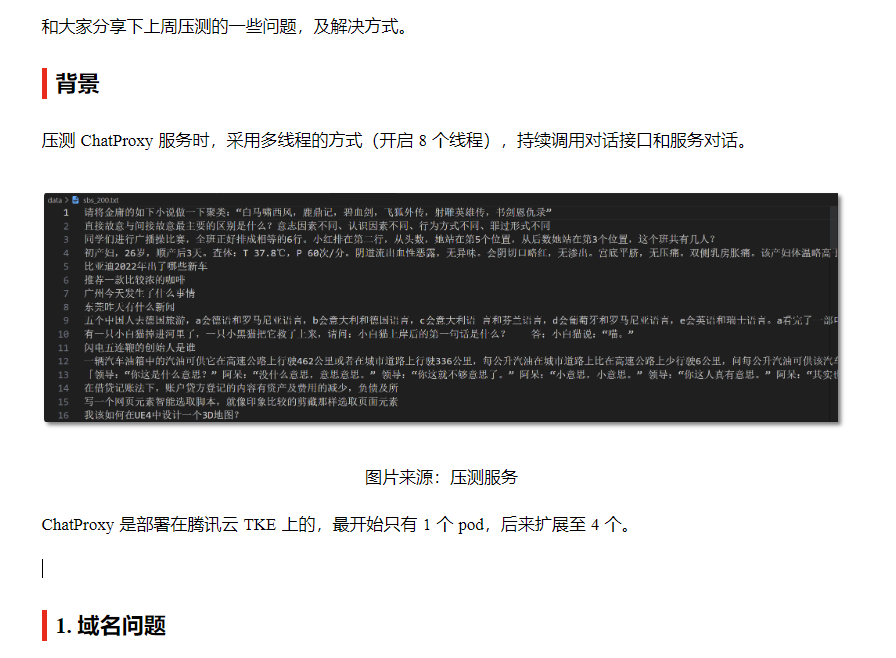 和大家分享下上周压测的一些问题，及解决方式。
背景
压测 ChatProxy 服务时，采用多线程的方式（开启 8 个线程），持续调用对话接口和服务对话。
data > sbs_200.txt
1 请将金庸的如下小说做一下聚类：“白马啸西风，鹿鼎记，碧血剑，飞狐外传，射雕英雄传，书剑恩仇录”
2 直接故意与间接故意最主要的区别是什么？意志因素不同、认识因素不同、行为方式不同、罪过形式不同
3 同学们进行广播操比赛，全班正好排成相等的6行。小红排在第二行，从头数，她站在第5个位置，从后数她站在第3个位置，这个班共有几人？
4 初产妇，26岁，顺产后3天。查体：T 37.8℃，P 60次/分，阴道流出血性恶露，无异味，会阴切口略红，无渗出。宫底平脐，无压痛。双侧乳房胀痛。该产妇体温略高
5 比亚迪2022年出了哪些新车
6 推荐一款比较浓的咖啡
7 广州今天发生了什么事情
8 东莞昨天有什么新闻
9 五个中国人去德国旅游，a会德语和罗马尼亚语言，b会意大利和德国语言，c会意大利语 言和芬兰语言，d会葡萄牙和罗马尼亚语言，e会英语和瑞士语言。a看完了一部
10 有一只小白猫掉进河里了，一只小黑猫把它救了上来，请问：小白猫上岸后的第一句话是什么？ 答：小白猫说：“喵。”
11 闪电五连鞭的创始人是谁
12 一辆汽车油箱中的汽油可供它在高速公路上行驶462公里或者在城市道路上行驶336公里，每公升汽油在城市道路上比在高速公路上少行驶6公里，问每公升汽油可供该汽
13 「领导：“你这是什么意思？” 阿呆：“没什么意思，意思意思。” 领导：“你这就不够意思了。” 阿呆：“小意思，小意思。” 领导：“你这人真有意思。” 阿呆：“其实
14 在借贷记账法下，账户贷方登记的内容有资产及费用的减少，负债及所
15 写一个网页元素智能选取脚本，就像印象比较的剪藏那样选取页面元素
16 我该如何在UE4中设计一个3D地图？
图片来源：压测服务
ChatProxy 是部署在腾讯云 TKE 上的，最开始只有 1 个 pod，后来扩展至 4 个。
1. 域名问题